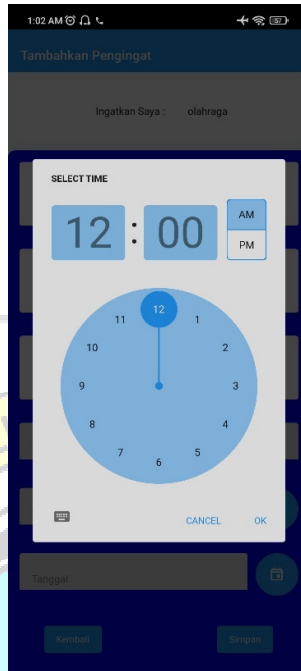 1:02 AM 57
Tambahkan Pengingat
Ingatkan Saya : olahraga
SELECT TIME
12 : 00
AM
PM
12
11 1
10 2
9 3
8 4
7 5
6
CANCEL OK
Tanggal
Kembali Simpan